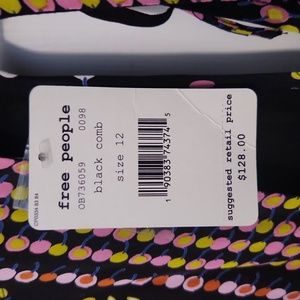 free people
OB736059 0098
black comb
size 12
1 90383 74374 5
suggested retail price
$128.00